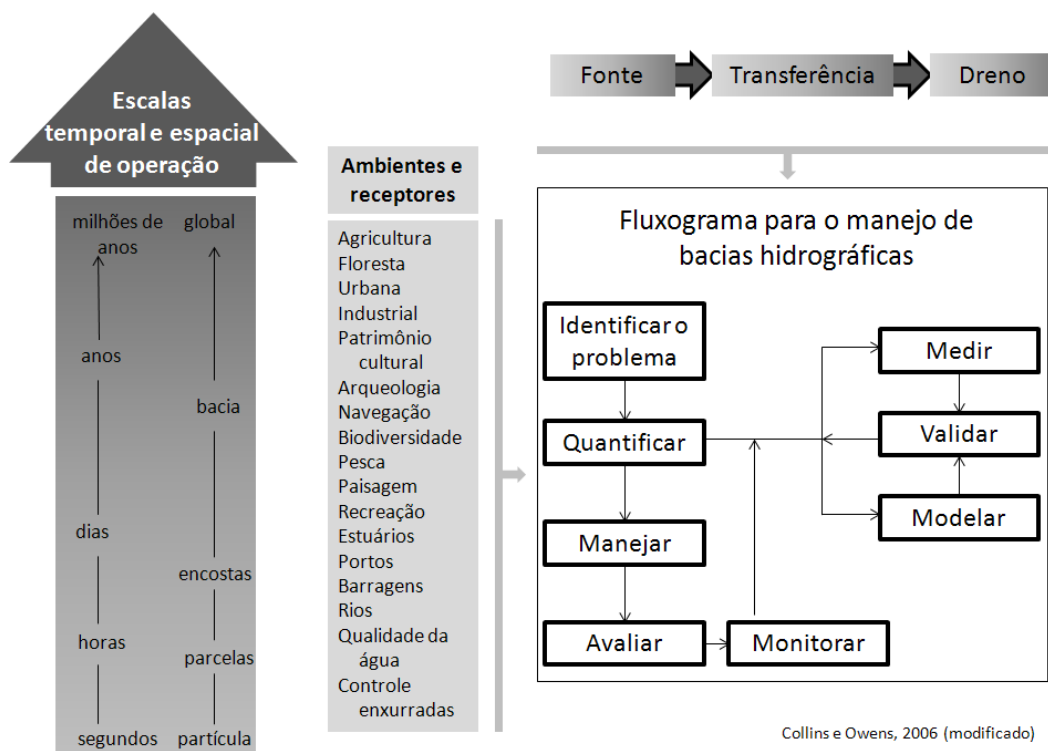 Escalas
temporal e espacial
de operação
milhões de
anos
global
anos
bacia
dias
encostas
horas
parcelas
segundos
partícula
Ambientes e
receptores
Agricultura
Floresta
Urbana
Industrial
Patrimônio
cultural
Arqueologia
Navegação
Biodiversidade
Pesca
Paisagem
Recreação
Estuários
Portos
Barragens
Rios
Qualidade da
água
Controle
enxurradas
Fonte
Transferência
Dreno
Fluxograma para o manejo de
bacias hidrográficas
Identificar o
problema
Quantificar
Manejar
Avaliar
Monitorar
Medir
Validar
Modelar
Collins e Owens, 2006 (modificado)